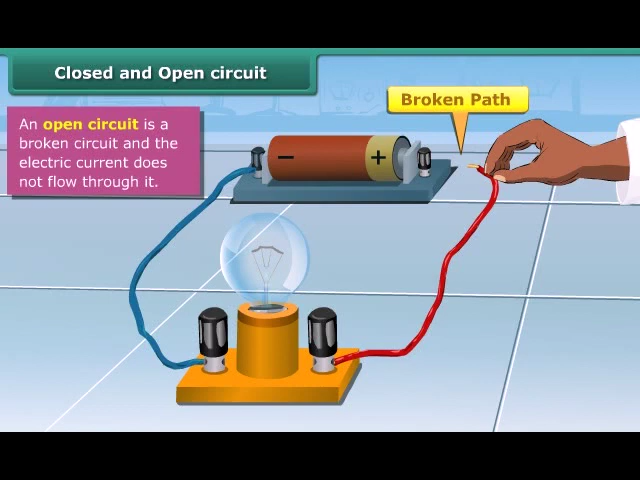 Closed and Open circuit
An open circuit is a
broken circuit and the
electric current does
not flow through it.
Broken Path
−
+